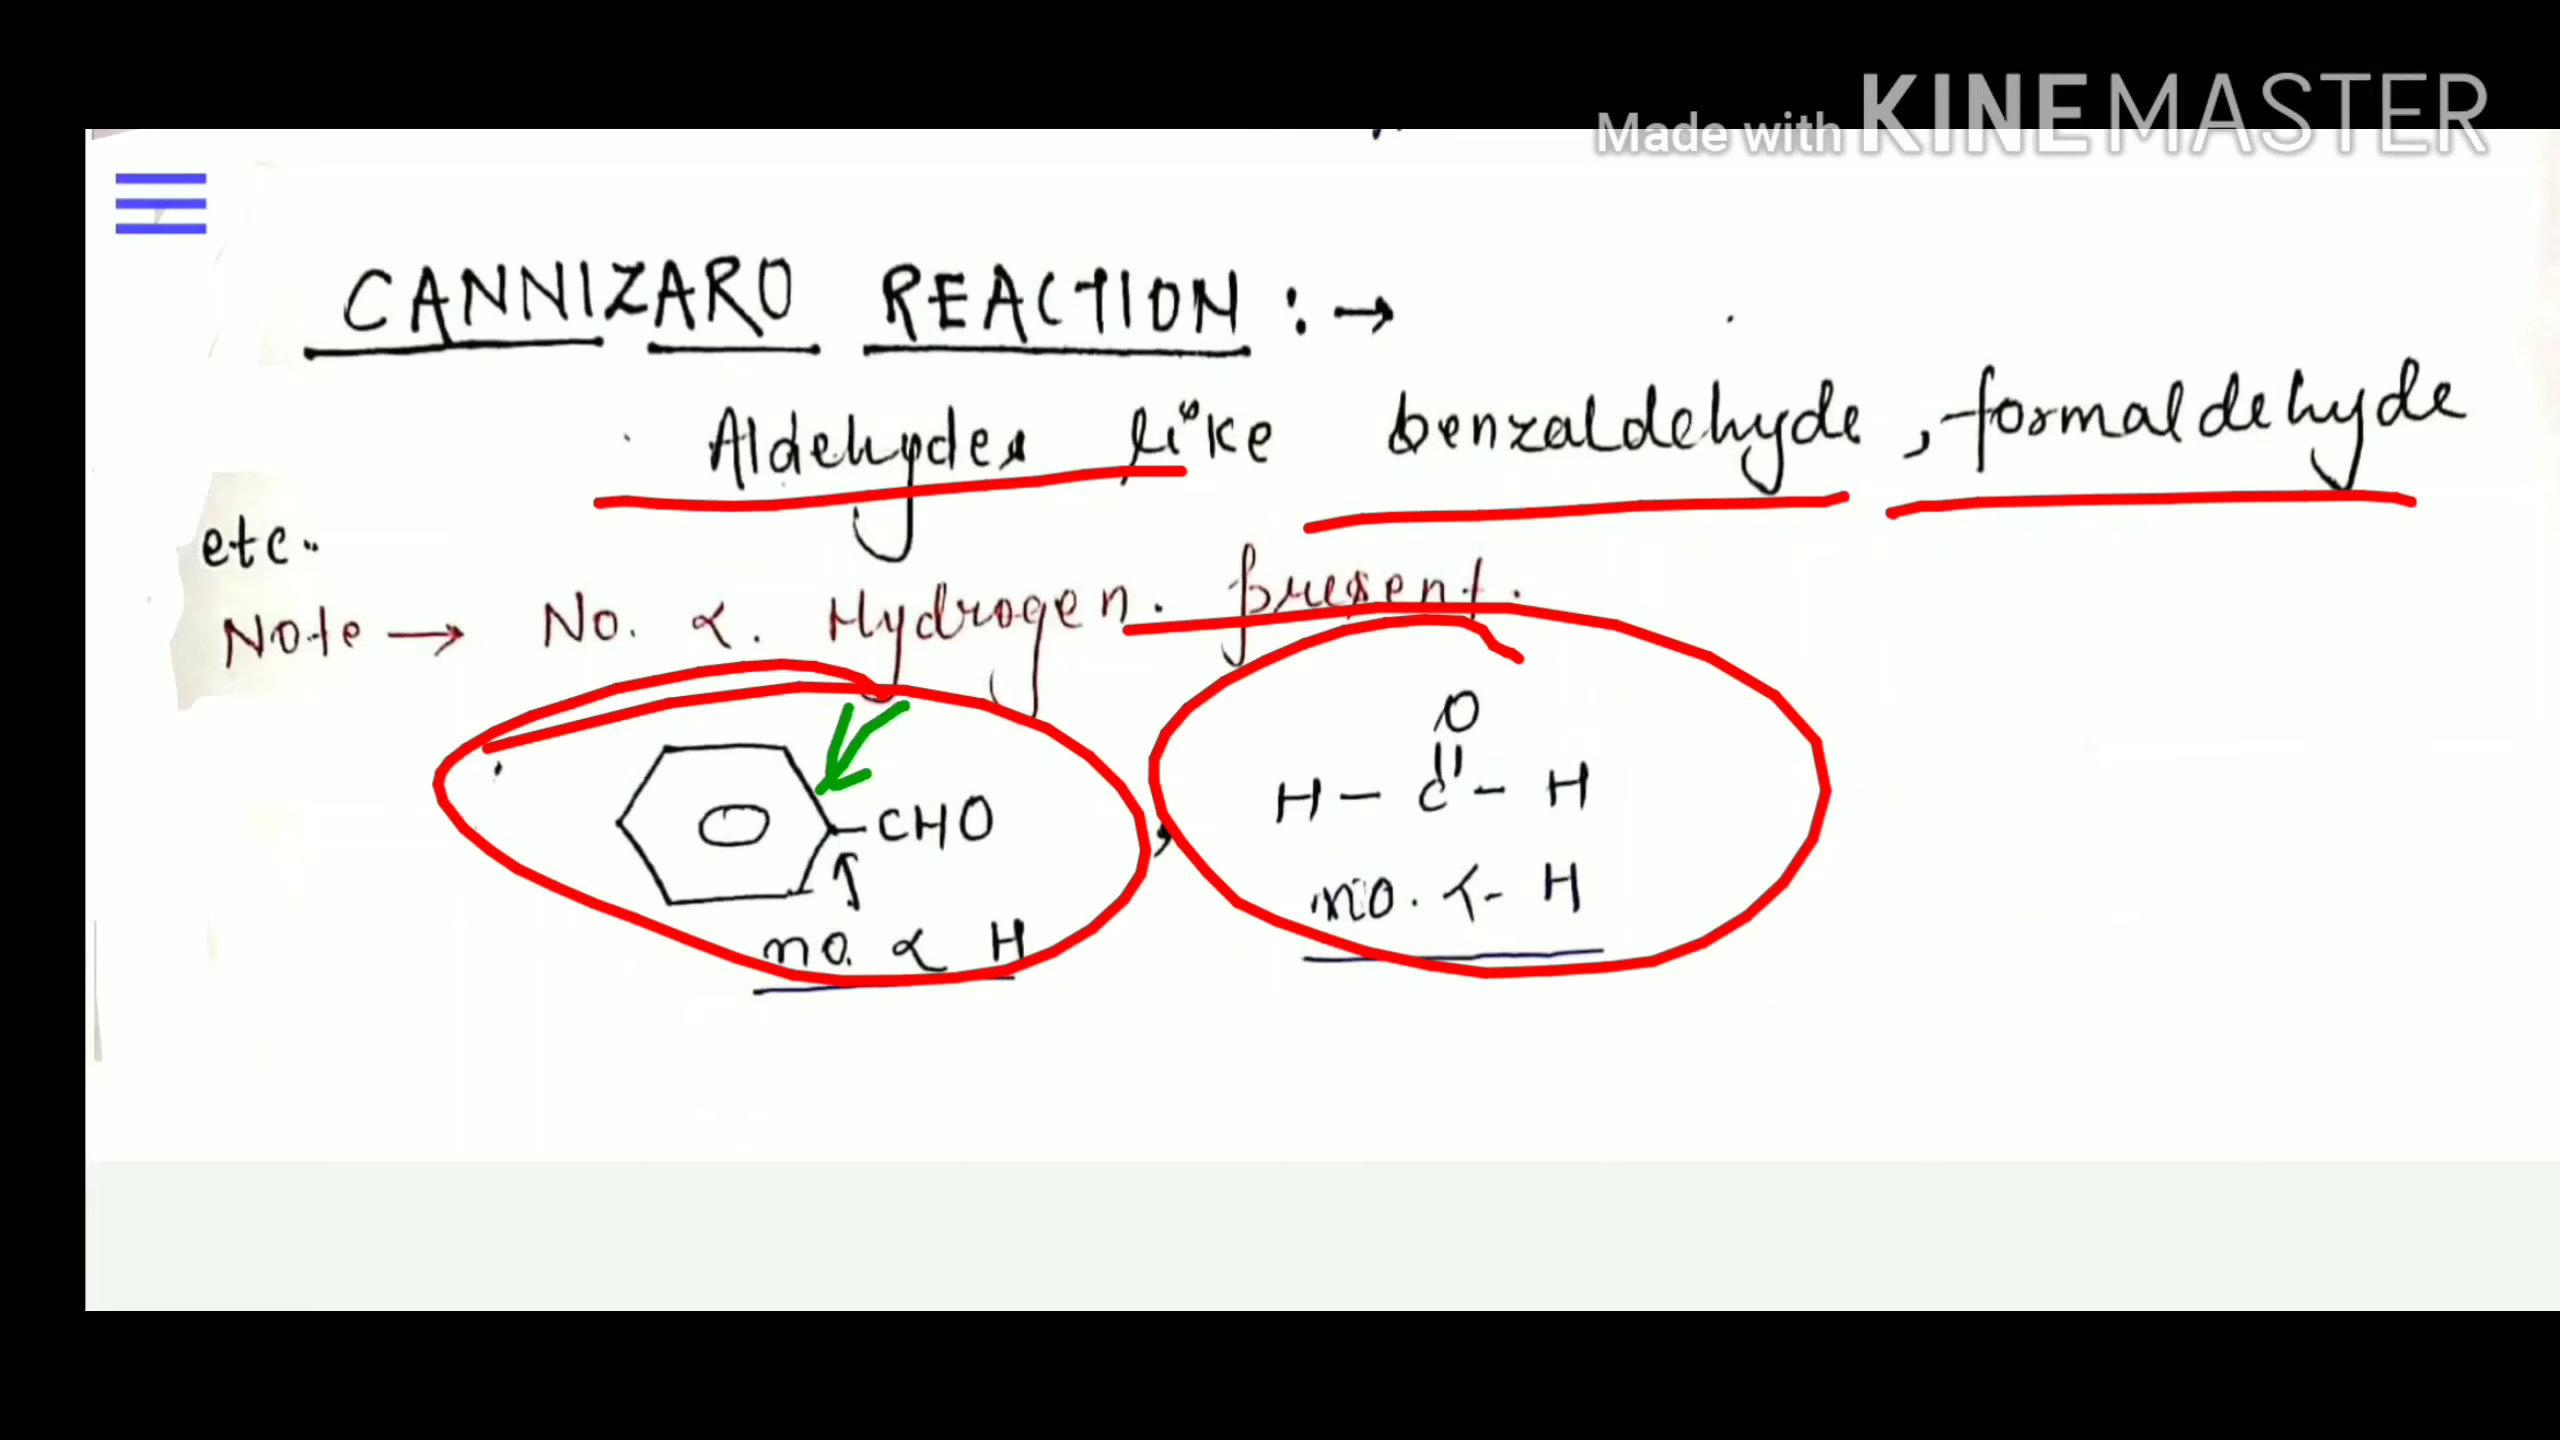 Made with KINEMASTER
CANNIZARO REACTION :→
Aldehydes like benzaldehyde, formaldehyde
etc.
Note → No. α. Hydrogen. present.
O
CHO
H - C - H
no. α H
no. α - H